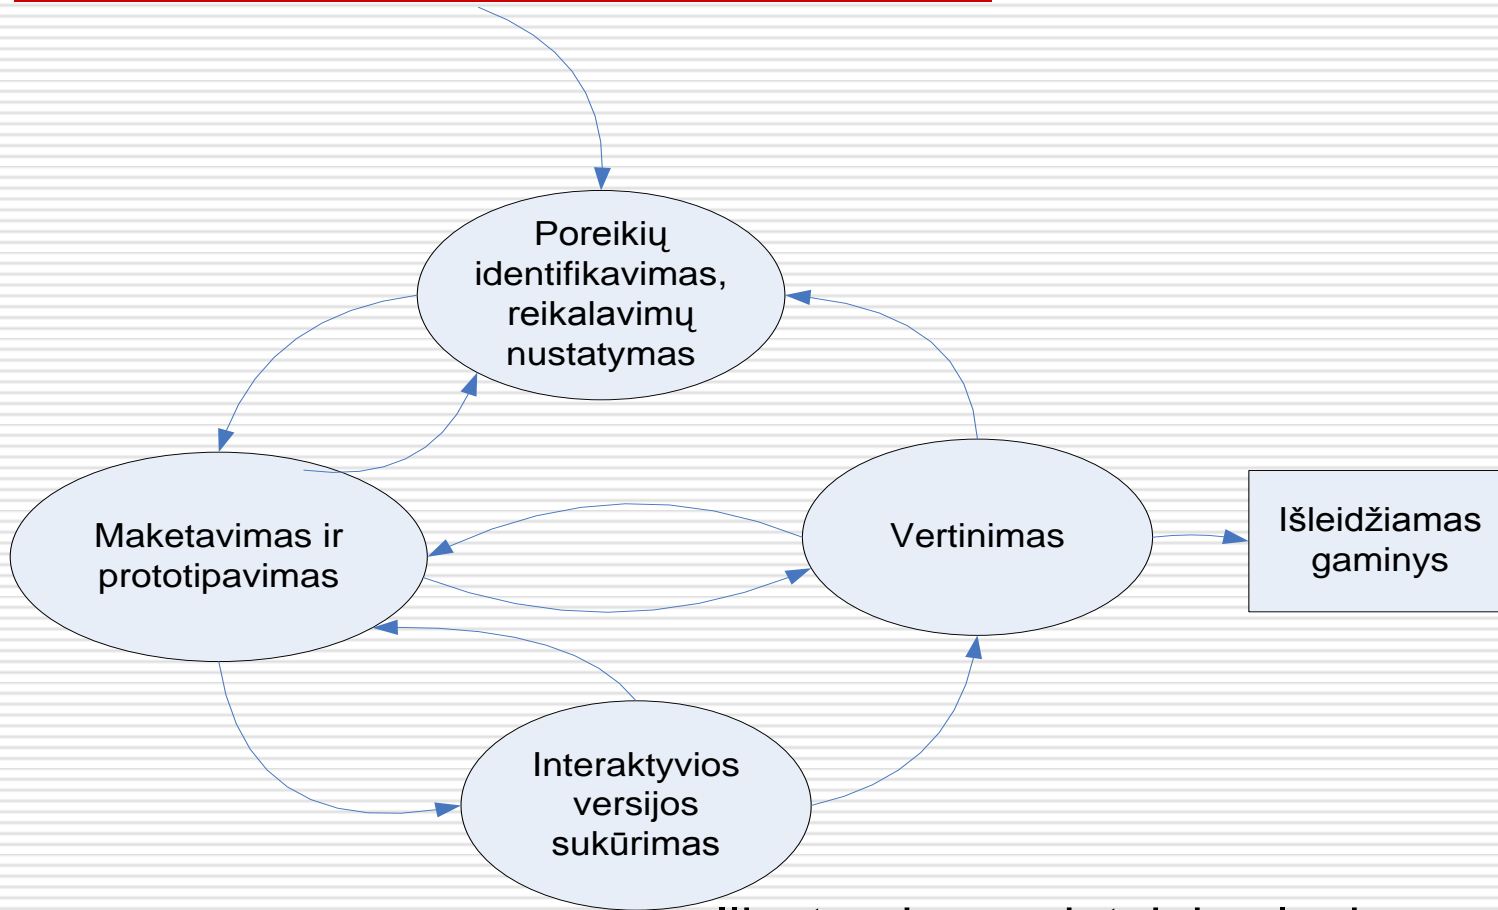 Poreikių
identifikavimas,
reikalavimų
nustatymas
Maketavimas ir
prototipavimas
Vertinimas
Išleidžiamas
gaminys
Interaktyvios
versijos
sukūrimas